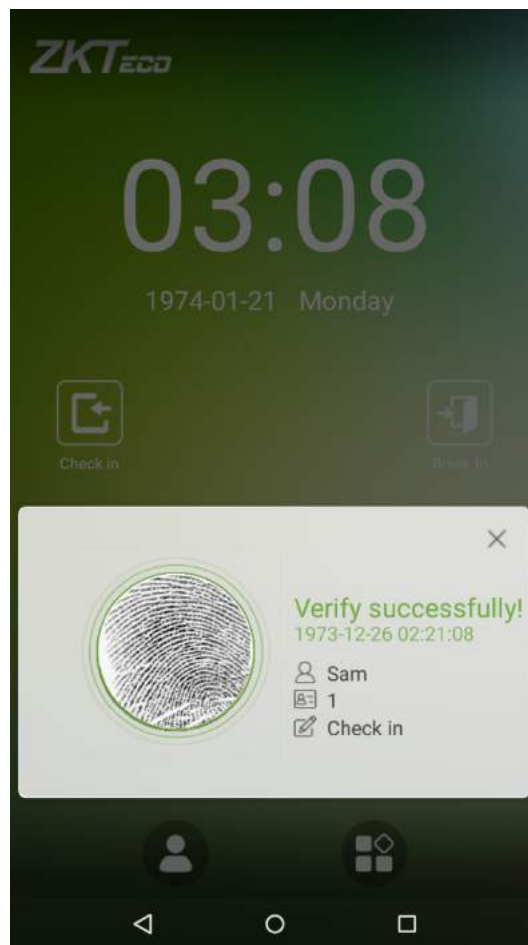 ZKTeco
03:08
1974-01-21 Monday
Check in
Break In
Verify successfully!
1973-12-26 02:21:08
Sam
1
Check in